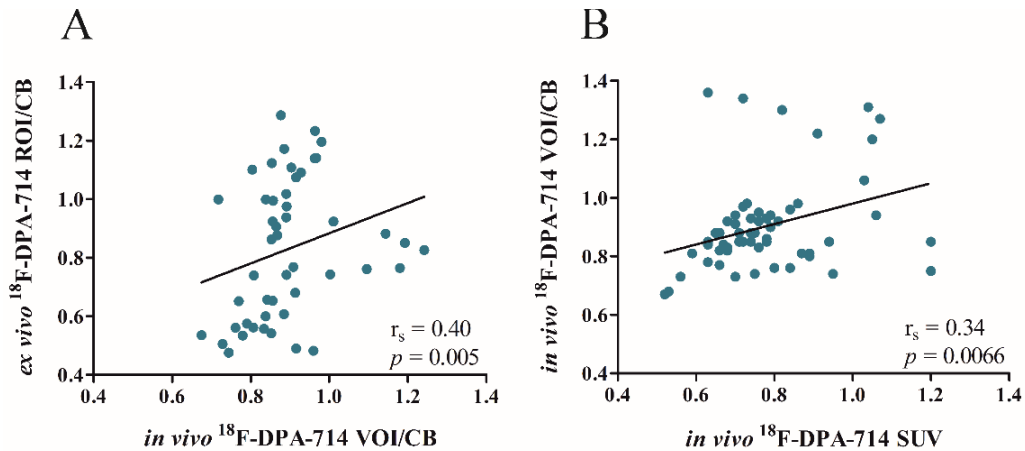 A
ex vivo 18F-DPA-714 ROI/CB
1.4
1.2
1.0
0.8
0.6
0.4
0.4 0.6 0.8 1.0 1.2 1.4
in vivo 18F-DPA-714 VOI/CB
rs = 0.40
p = 0.005
B
in vivo 18F-DPA-714 VOI/CB
1.4
1.2
1.0
0.8
0.6
0.4
0.4 0.6 0.8 1.0 1.2 1.4
in vivo 18F-DPA-714 SUV
rs = 0.34
p = 0.0066